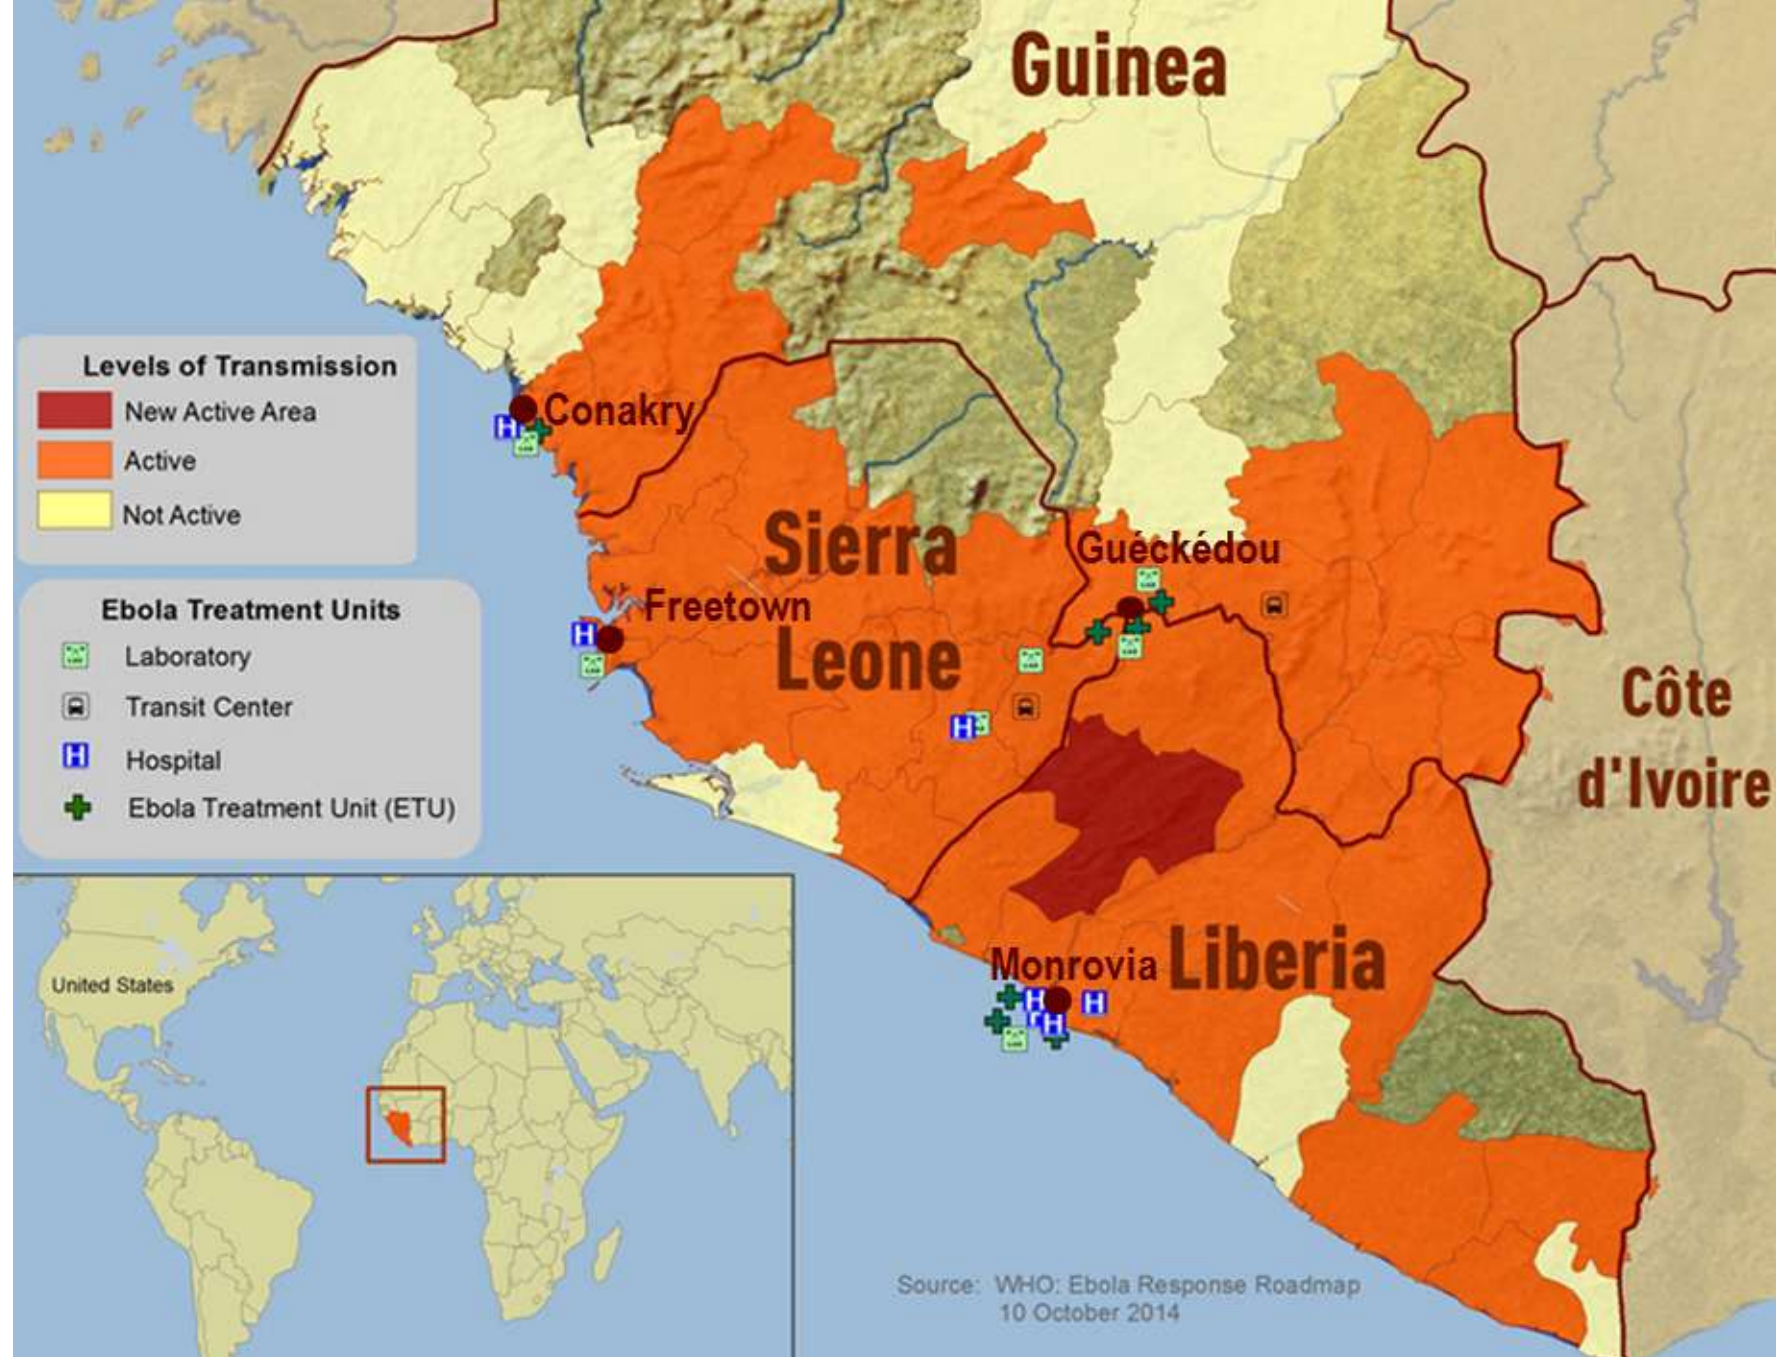 Guinea
Levels of Transmission
New Active Area
Active
Not Active
Conakry
Sierra
Leone
Guéckédou
Freetown
Côte
d'Ivoire
Ebola Treatment Units
Laboratory
Transit Center
H Hospital
Ebola Treatment Unit (ETU)
Monrovia
Liberia
United States
Source: WHO: Ebola Response Roadmap
10 October 2014